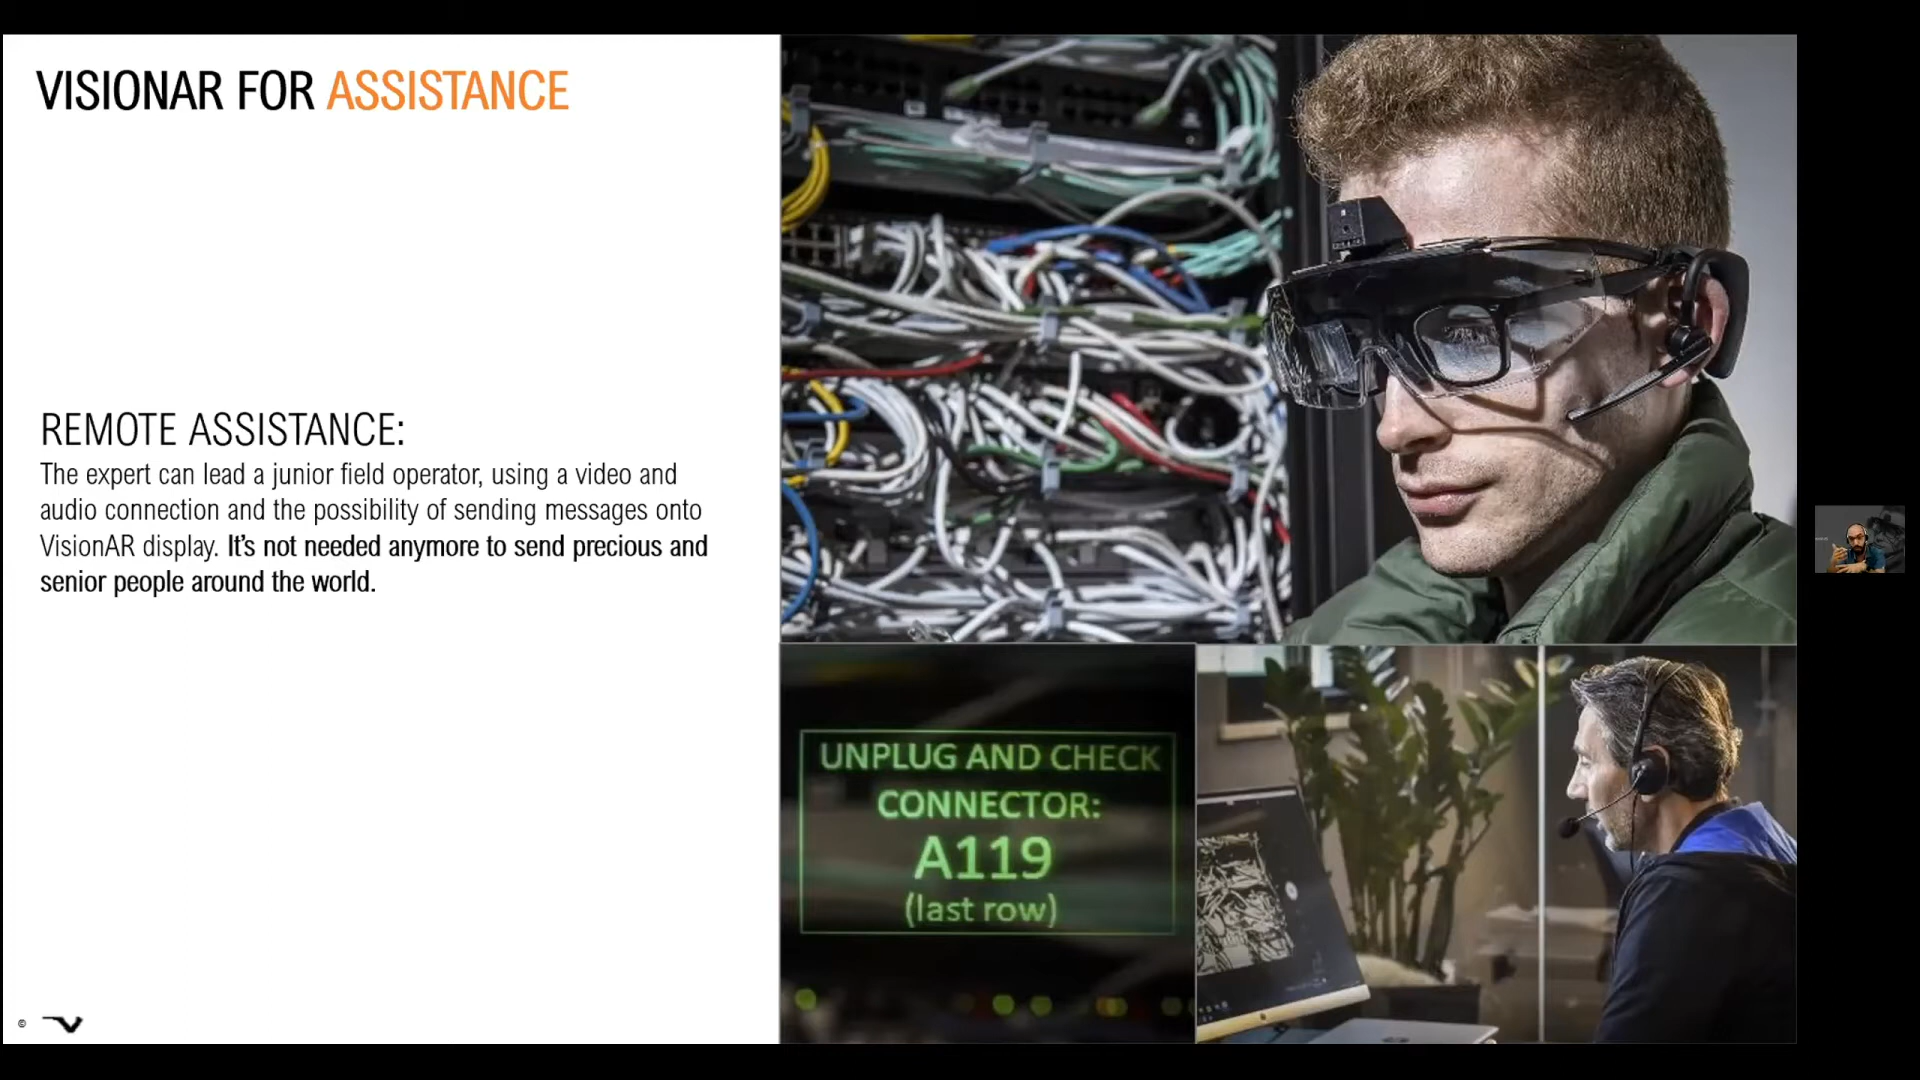 VISIONAR FOR ASSISTANCE
REMOTE ASSISTANCE:
The expert can lead a junior field operator, using a video and
audio connection and the possibility of sending messages onto
VisionAR display. It's not needed anymore to send precious and
senior people around the world.
UNPLUG AND CHECK
CONNECTOR:
A119
(last row)
©